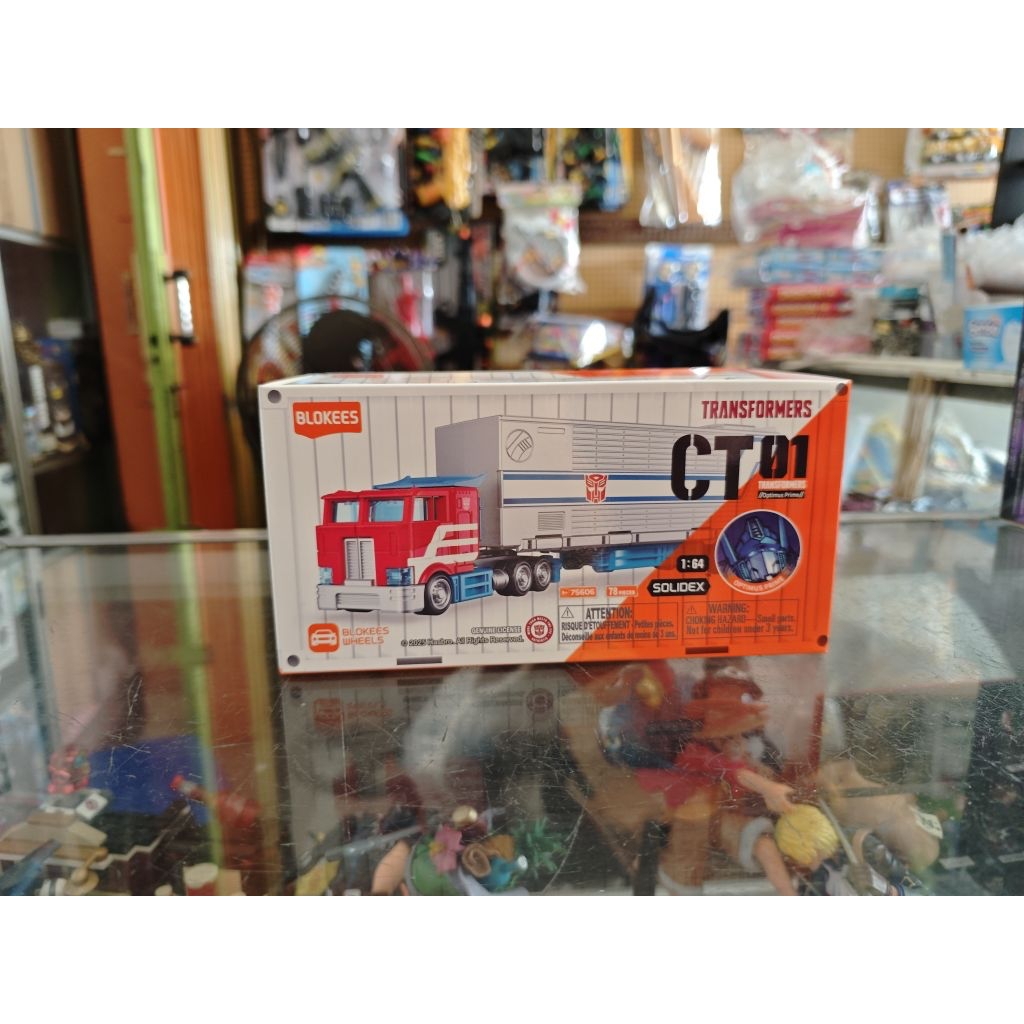 BLOKEES
TRANSFORMERS
CT 01
TRANSFORMERS
//Optimus Prime//
1:64
SOLIDEX
OPTIMUS PRIME
75606
78 PIECES
BLOKEES
WHEELS
GENUINE LICENSE
© 2025 Hasbro. All Rights Reserved.
ATTENTION:
RISQUE D'ÉTOUFFEMENT - Petites pièces.
Déconseillé aux enfants de moins de 3 ans.
WARNING:
CHOKING HAZARD—Small parts.
Not for children under 3 years.